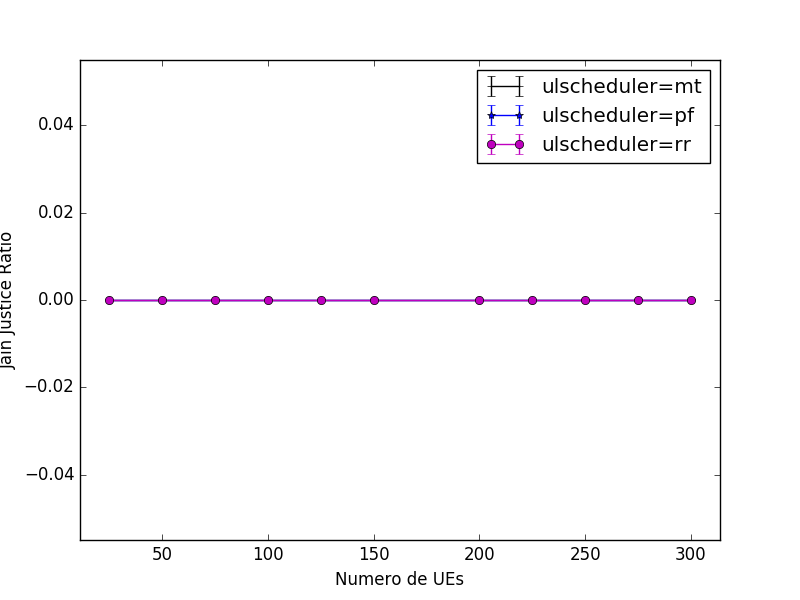 ulscheduler=mt
ulscheduler=pf
ulscheduler=rr
0.04
0.02
0.00
−0.02
−0.04
Jain Justice Ratio
50 100 150 200 250 300
Numero de UEs